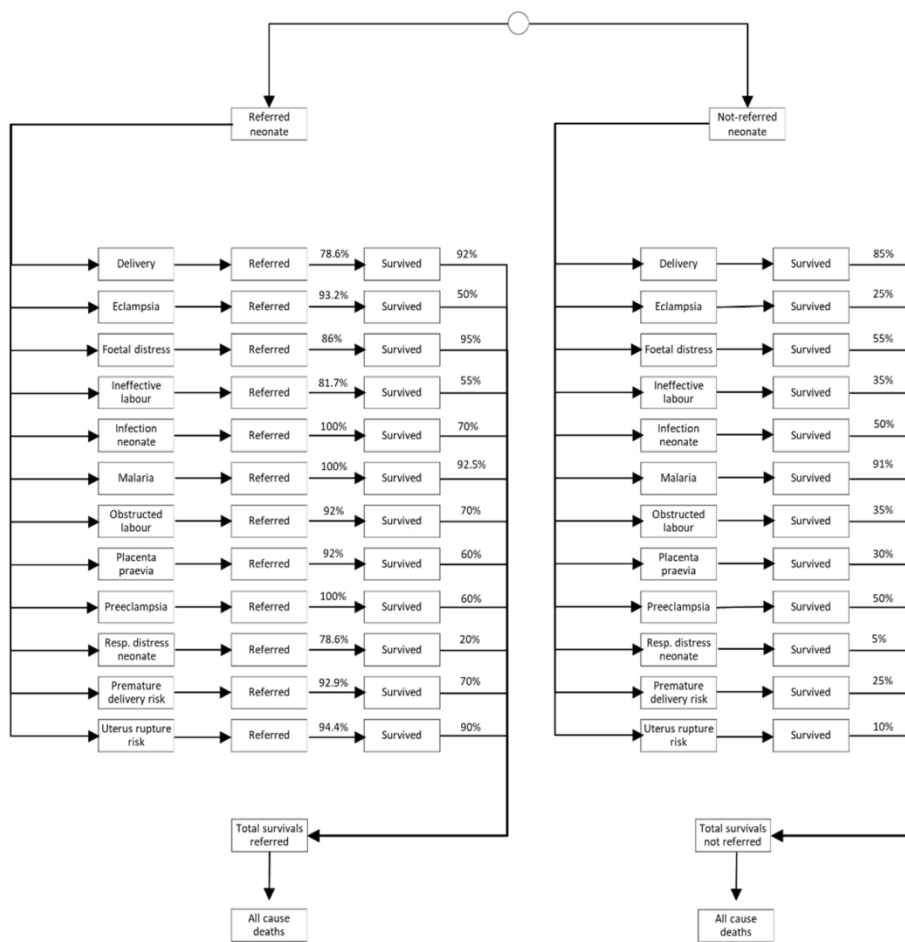 Referred
neonate
Not-referred
neonate
Delivery
Referred
78.6%
Survived
92%
Eclampsia
Referred
93.2%
Survived
50%
Foetal distress
Referred
86%
Survived
95%
Ineffective
labour
Referred
81.7%
Survived
55%
Infection
neonate
Referred
100%
Survived
70%
Malaria
Referred
100%
Survived
92.5%
Obstructed
labour
Referred
92%
Survived
70%
Placenta
praevia
Referred
92%
Survived
60%
Preeclampsia
Referred
100%
Survived
60%
Resp. distress
neonate
Referred
78.6%
Survived
20%
Premature
delivery risk
Referred
92.9%
Survived
70%
Uterus rupture
risk
Referred
94.4%
Survived
90%
Total survivals
referred
All cause
deaths
Delivery
Survived
85%
Eclampsia
Survived
25%
Foetal distress
Survived
55%
Ineffective
labour
Survived
35%
Infection
neonate
Survived
50%
Malaria
Survived
91%
Obstructed
labour
Survived
35%
Placenta
praevia
Survived
30%
Preeclampsia
Survived
50%
Resp. distress
neonate
Survived
5%
Premature
delivery risk
Survived
25%
Uterus rupture
risk
Survived
10%
Total survivals
not referred
All cause
deaths